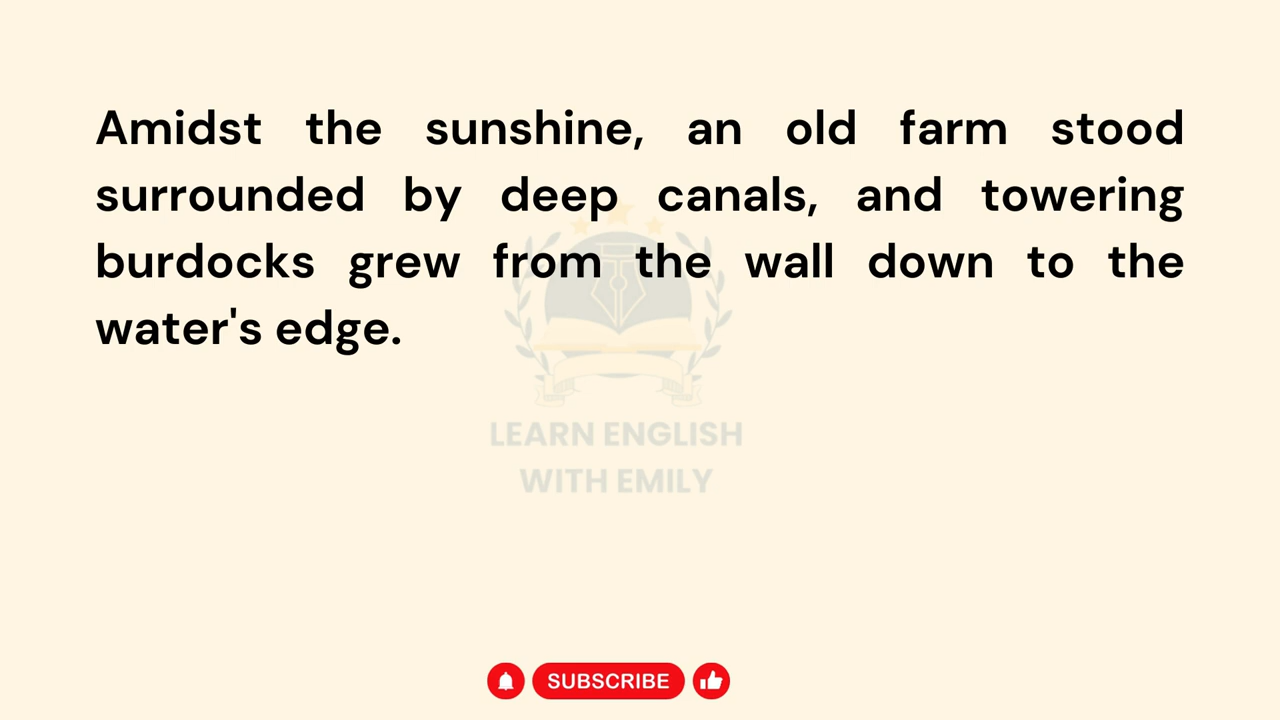 Amidst the sunshine, an old farm stood
surrounded by deep canals, and towering
burdocks grew from the wall down to the
water's edge.
LEARN ENGLISH
WITH EMILY
SUBSCRIBE